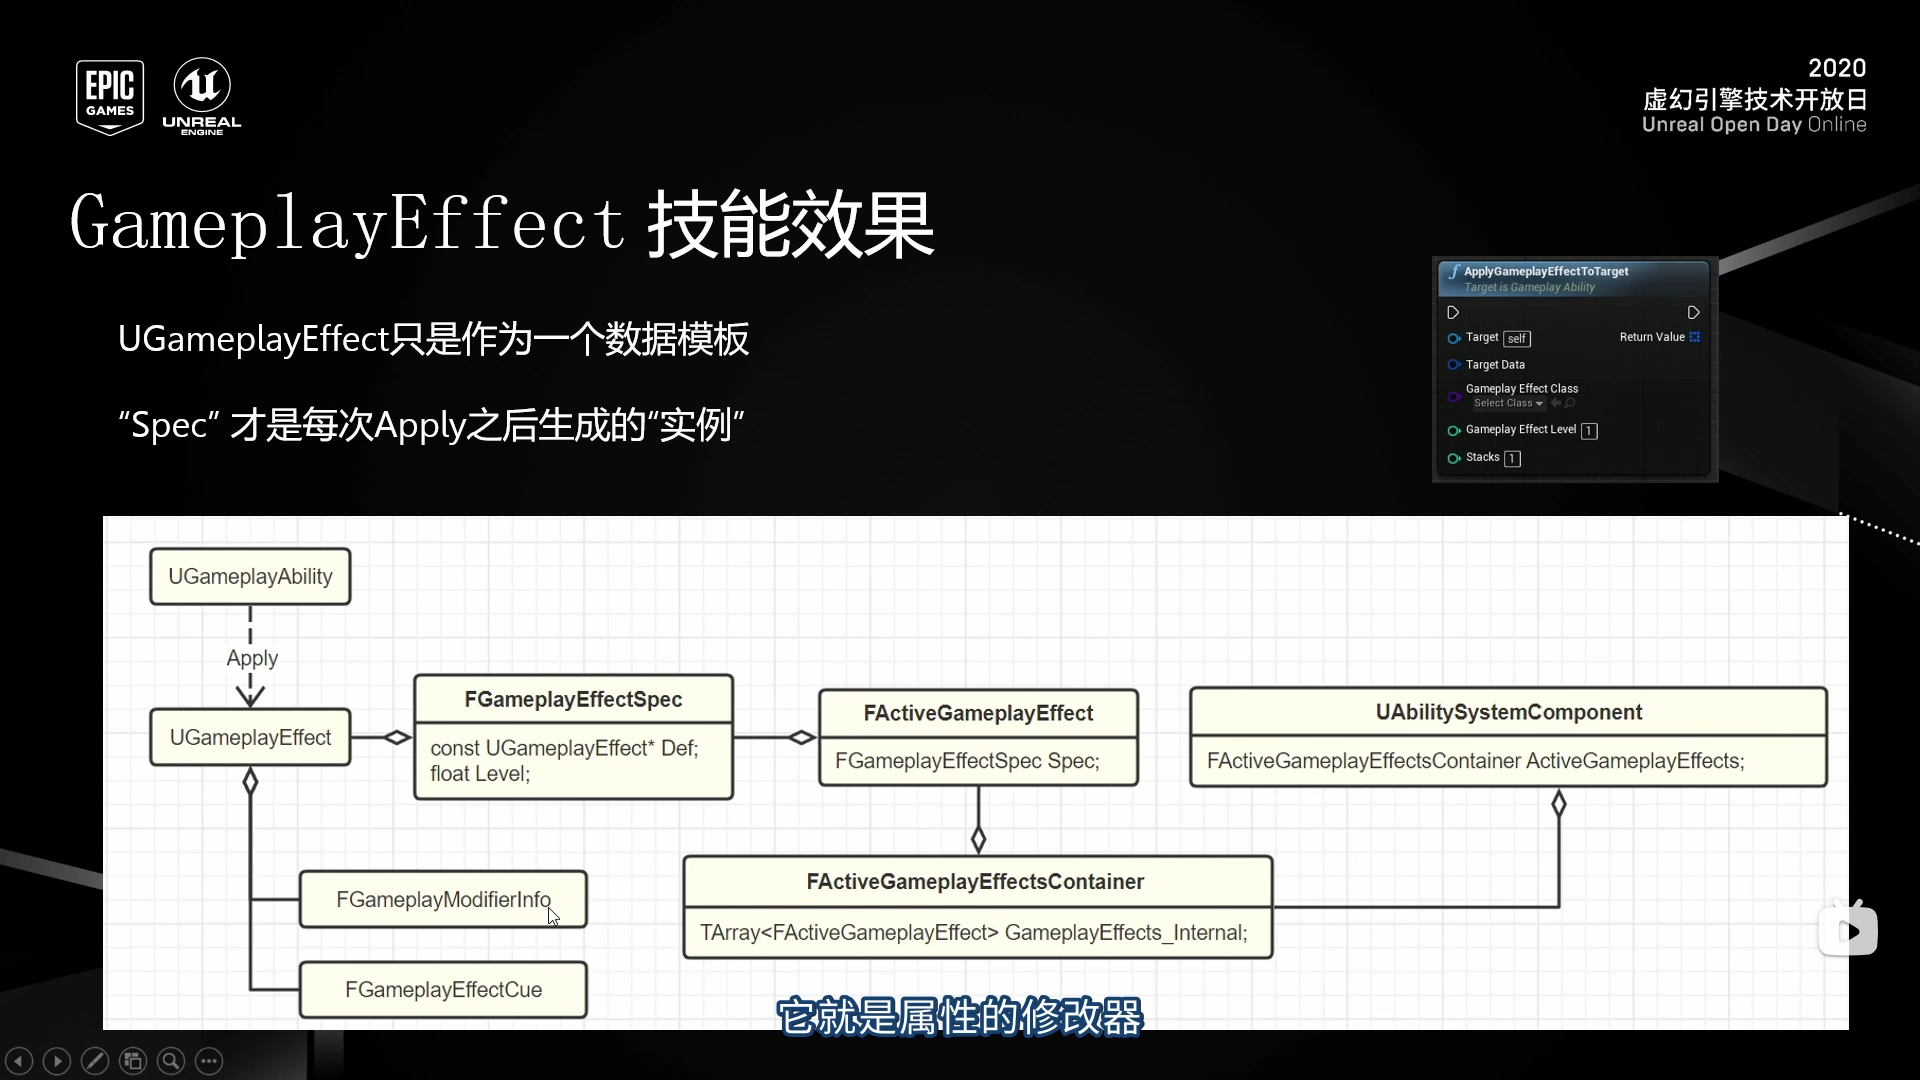 EPIC
GAMES
UNREAL
ENGINE
2020
虚幻引擎技术开放日
Unreal Open Day Online
GameplayEffect 技能效果
UGameplayEffect只是作为一个数据模板
“Spec” 才是每次Apply之后生成的“实例”
ApplyGameplayEffectToTarget
Target is Gameplay Ability
Target self
Return Value
Target Data
Gameplay Effect Class
Select Class
Gameplay Effect Level 1
Stacks 1
UGameplayAbility
Apply
UGameplayEffect
FGameplayEffectSpec
const UGameplayEffect* Def;
float Level;
FActiveGameplayEffect
FGameplayEffectSpec Spec;
UAbilitySystemComponent
FActiveGameplayEffectsContainer ActiveGameplayEffects;
FGameplayModifierInfo
FActiveGameplayEffectsContainer
TArray<FActiveGameplayEffect> GameplayEffects_Internal;
FGameplayEffectCue
它就是属性的修改器